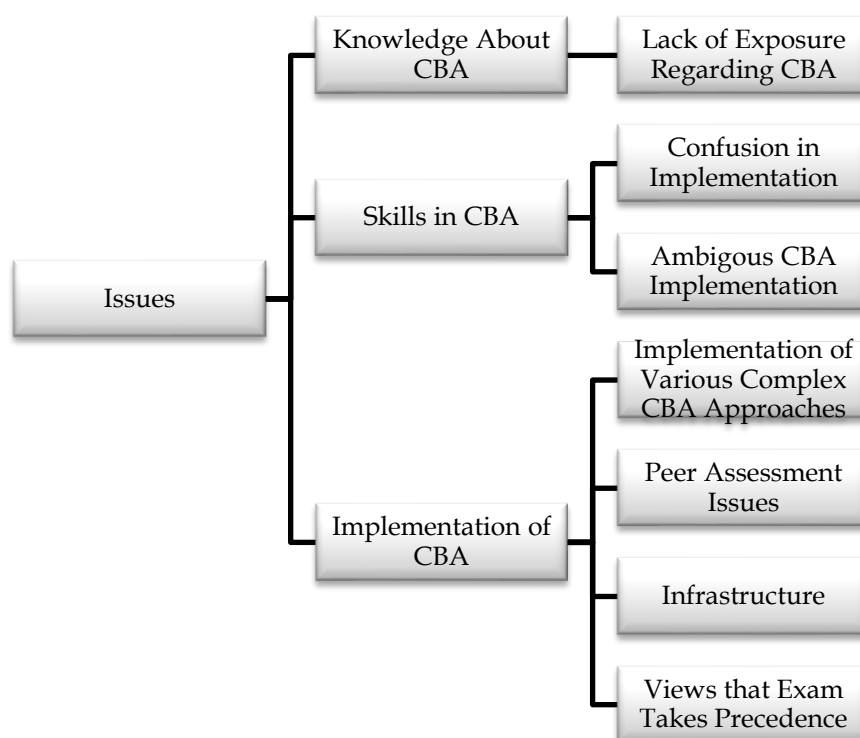 Issues
Knowledge About
CBA
Lack of Exposure
Regarding CBA
Skills in CBA
Confusion in
Implementation
Ambigous CBA
Implementation
Implementation of
CBA
Implementation of
Various Complex
CBA Approaches
Peer Assessment
Issues
Infrastructure
Views that Exam
Takes Precedence